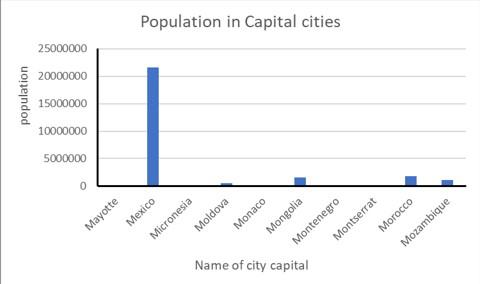 Population in Capital cities
population
25000000
20000000
15000000
10000000
5000000
0
Mayotte
Mexico
Micronesia
Moldova
Monaco
Mongolia
Montenegro
Montserrat
Morocco
Mozambique
Name of city capital